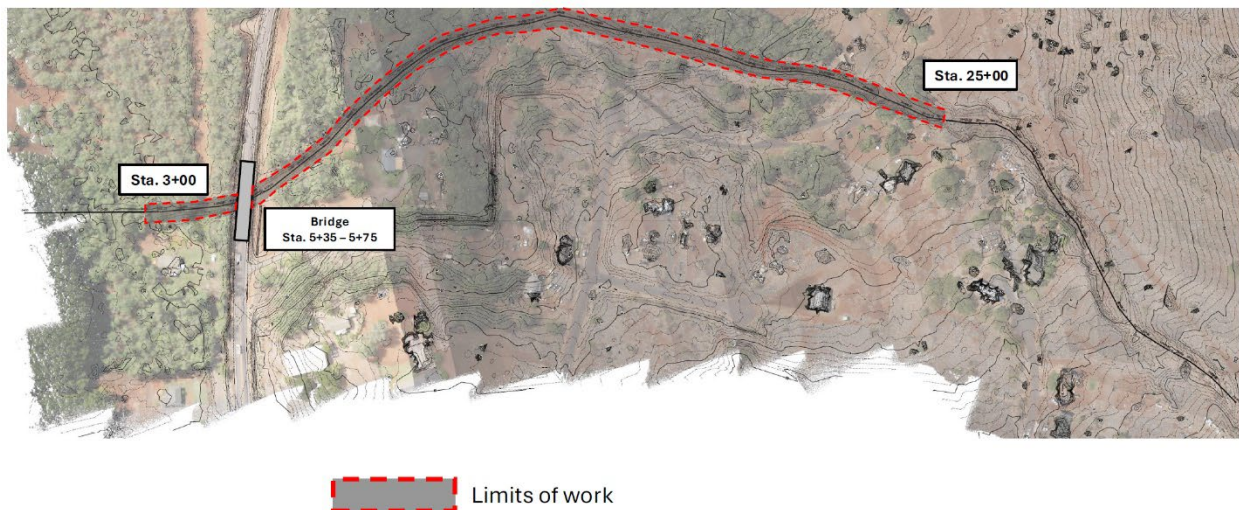 Sta. 25+00
Sta. 3+00
Bridge
Sta. 5+35 – 5+75
Limits of work